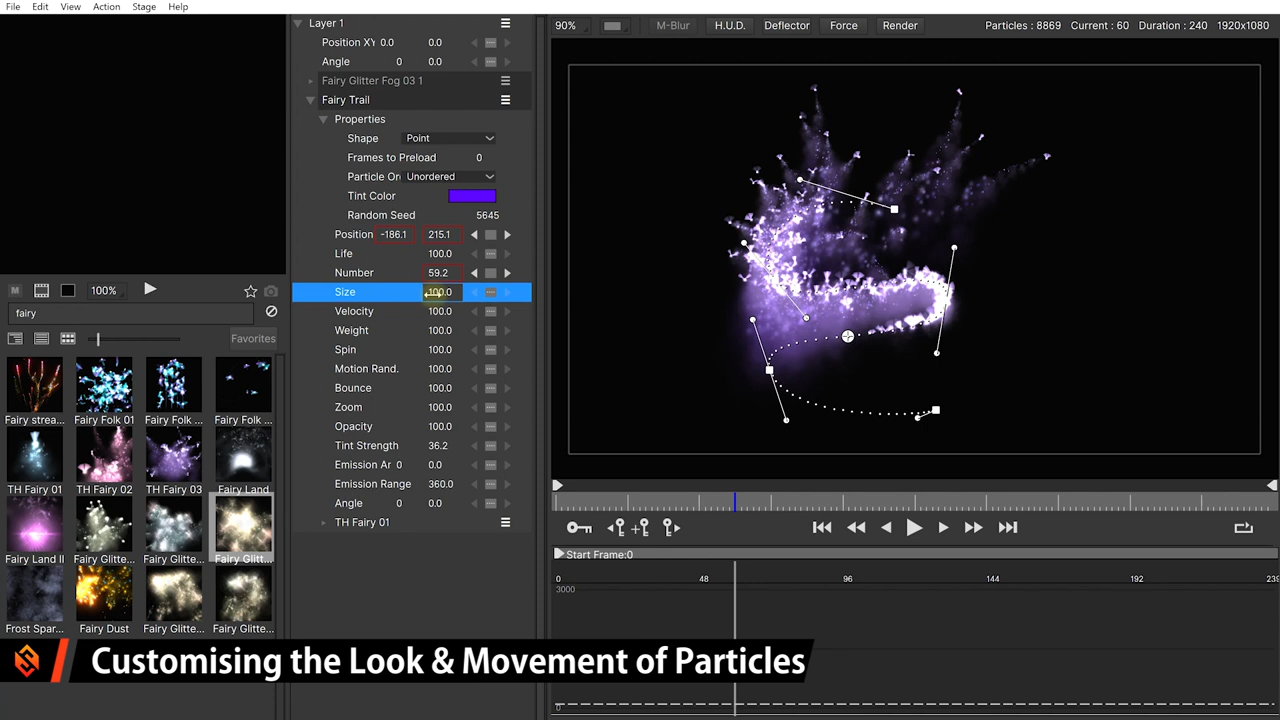 File Edit View Action Stage Help
Layer 1
Position XY 0.0 0.0
Angle 0 0.0
Fairy Glitter Fog 03 1
Fairy Trail
Properties
Shape Point
Frames to Preload 0
Particle Or Unordered
Tint Color
Random Seed 5645
Position -186.1 215.1
Life 100.0
Number 59.2
Size 100.0
Velocity 100.0
Weight 100.0
Spin 100.0
Motion Rand. 100.0
Bounce 100.0
Zoom 100.0
Opacity 100.0
Tint Strength 36.2
Emission Ar 0 0.0
Emission Range 360.0
Angle 0 0.0
TH Fairy 01
90% M-Blur H.U.D. Deflector Force Render Particles : 8869 Current : 60 Duration : 240 1920x1080
M 100%
fairy
Favorites
Fairy strea... Fairy Folk 01 Fairy Folk ... Fairy Folk ...
TH Fairy 01 TH Fairy 02 TH Fairy 03 Fairy Land
Fairy Land II Fairy Glitte... Fairy Glitte... Fairy Glitt...
Frost Spar... Fairy Dust Fairy Glitte... Fairy Glitte...
Start Frame:0
0 48 96 144 192 239
3000
0
Customising the Look & Movement of Particles